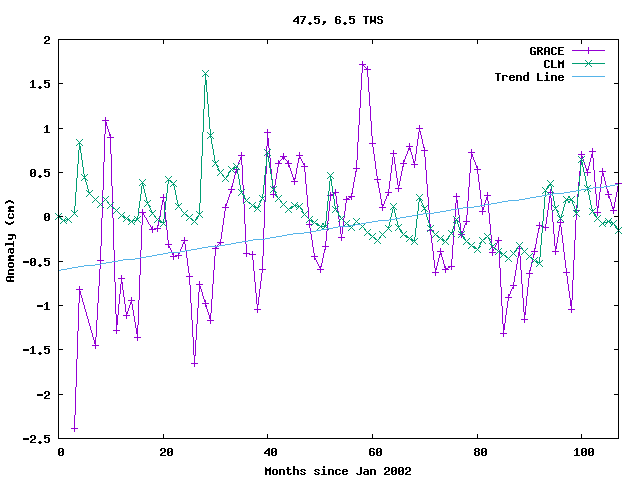 47.5, 6.5 TWS
GRACE
CLM
Trend Line
2
1.5
1
0.5
0
-0.5
-1
-1.5
-2
-2.5
Anomaly (cm)
0 20 40 60 80 100
Months since Jan 2002